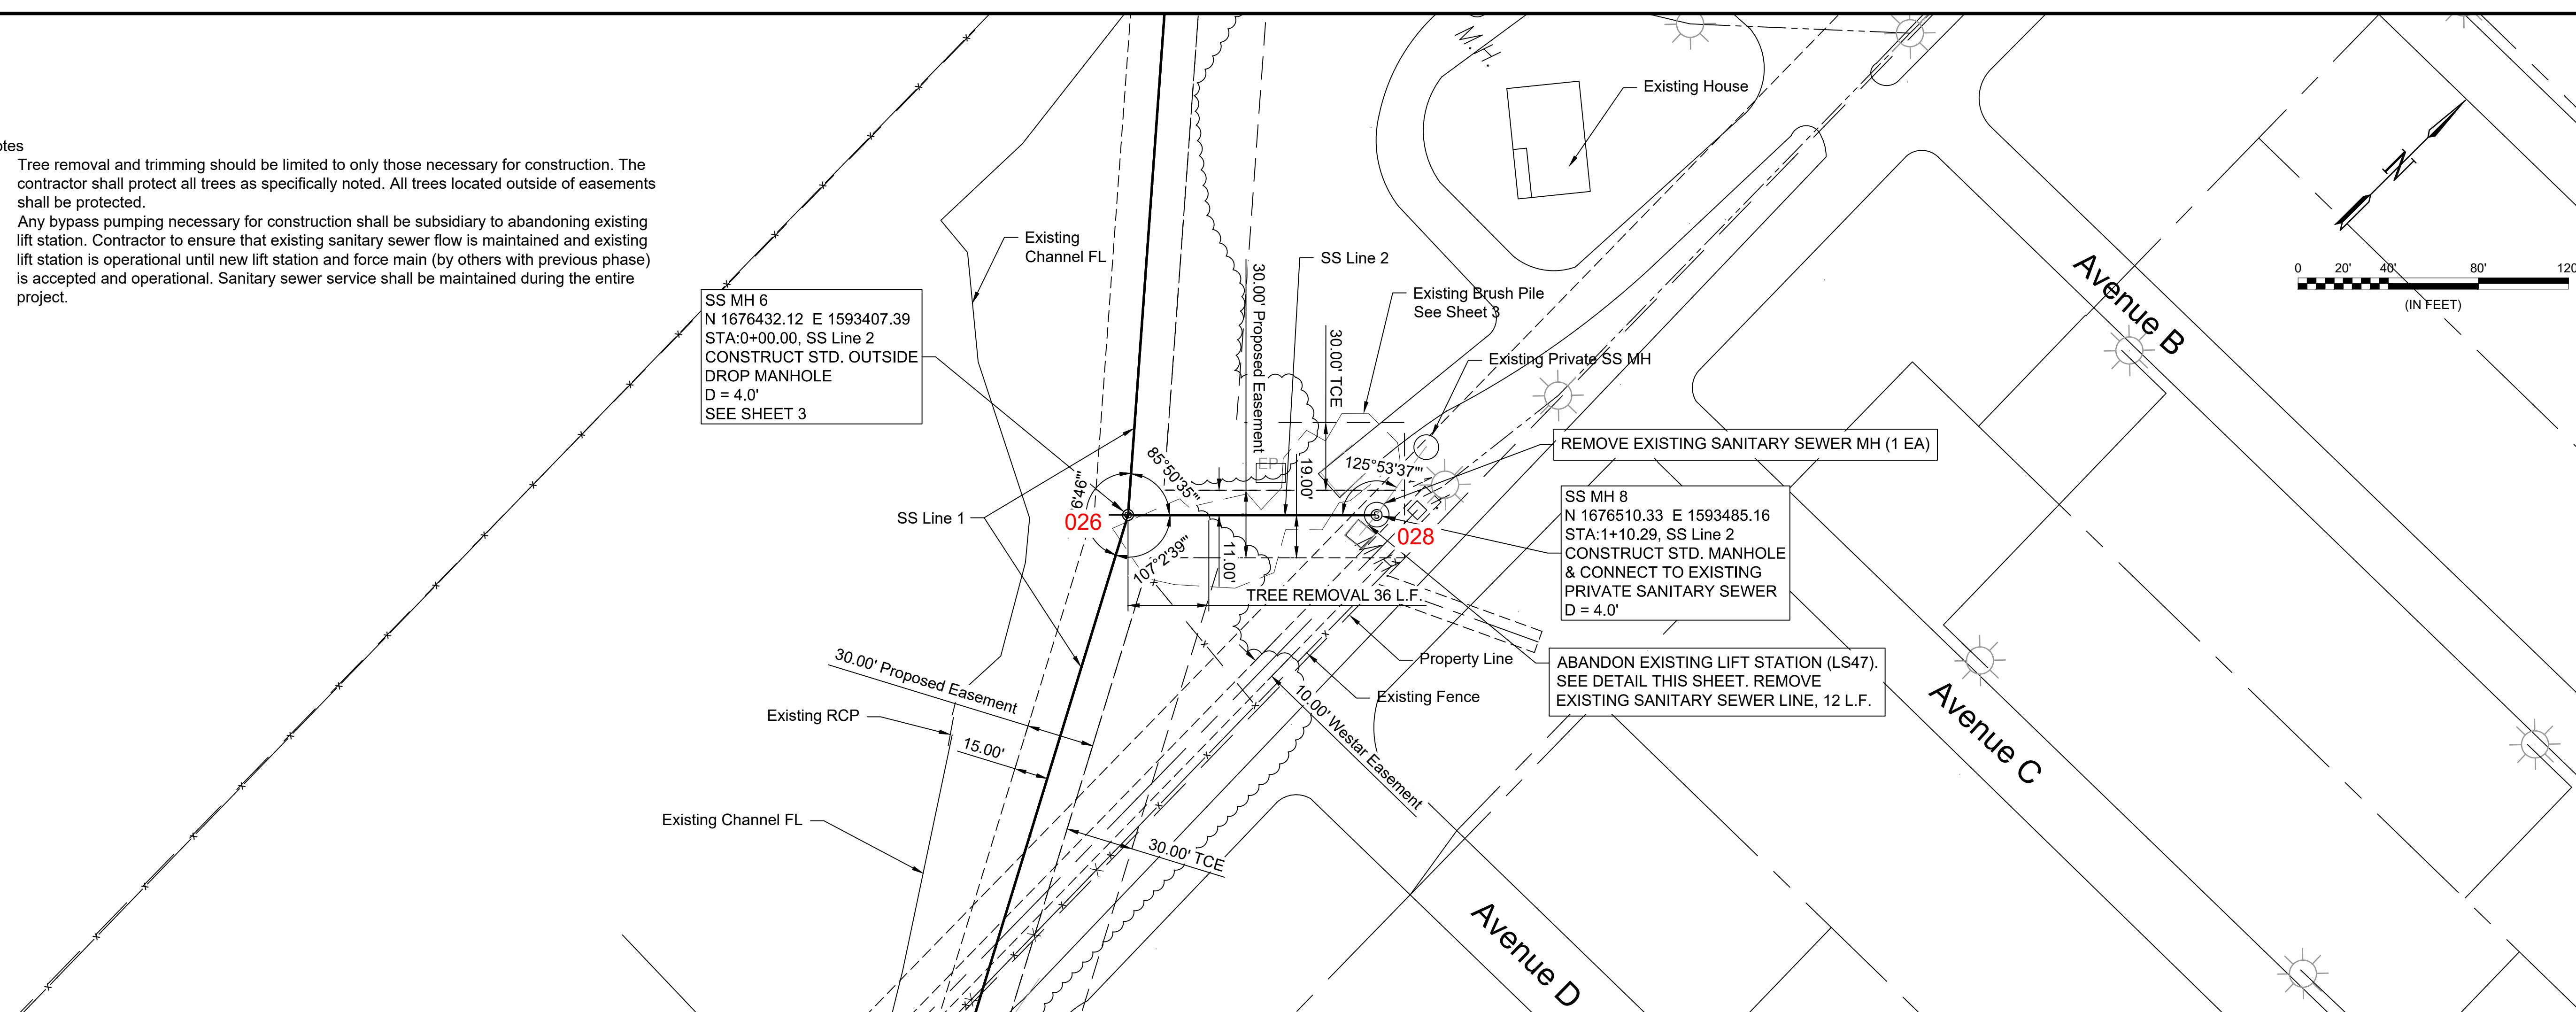 otes
Tree removal and trimming should be limited to only those necessary for construction. The
contractor shall protect all trees as specifically noted. All trees located outside of easements
shall be protected.
Any bypass pumping necessary for construction shall be subsidiary to abandoning existing
lift station. Contractor to ensure that existing sanitary sewer flow is maintained and existing
lift station is operational until new lift station and force main (by others with previous phase)
is accepted and operational. Sanitary sewer service shall be maintained during the entire
project.
SS MH 6
N 1676432.12 E 1593407.39
STA:0+00.00, SS Line 2
CONSTRUCT STD. OUTSIDE
DROP MANHOLE
D = 4.0'
SEE SHEET 3
Existing
Channel FL
M.H.
Existing House
SS Line 2
Existing Brush Pile
See Sheet 3
Existing Private SS MH
30.00' Proposed Easement
30.00' TCE
19.00'
11.00'
EP
85°50'35"
125°53'37"
107°2'39"
6'46"
SS Line 1
026
028
S
TREE REMOVAL 36 L.F.
REMOVE EXISTING SANITARY SEWER MH (1 EA)
SS MH 8
N 1676510.33 E 1593485.16
STA:1+10.29, SS Line 2
CONSTRUCT STD. MANHOLE
& CONNECT TO EXISTING
PRIVATE SANITARY SEWER
D = 4.0'
ABANDON EXISTING LIFT STATION (LS47).
SEE DETAIL THIS SHEET. REMOVE
EXISTING SANITARY SEWER LINE, 12 L.F.
Property Line
Existing Fence
10.00' Westar Easement
30.00' Proposed Easement
Existing RCP
15.00'
Existing Channel FL
30.00' TCE
Avenue B
Avenue C
Avenue D
N
0 20' 40' 80' 120
(IN FEET)